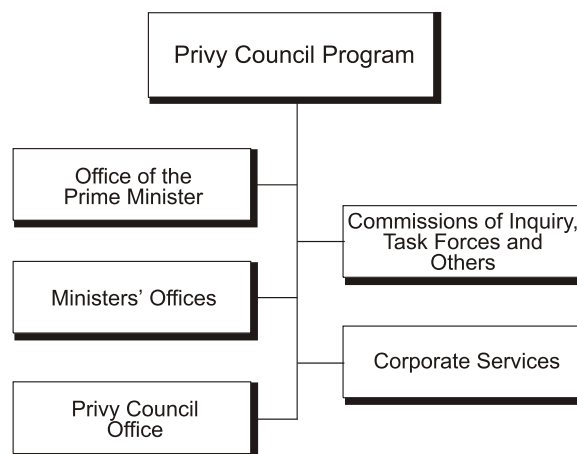 Privy Council Program
Office of the
Prime Minister
Commissions of Inquiry,
Task Forces and
Others
Ministers’ Offices
Corporate Services
Privy Council
Office